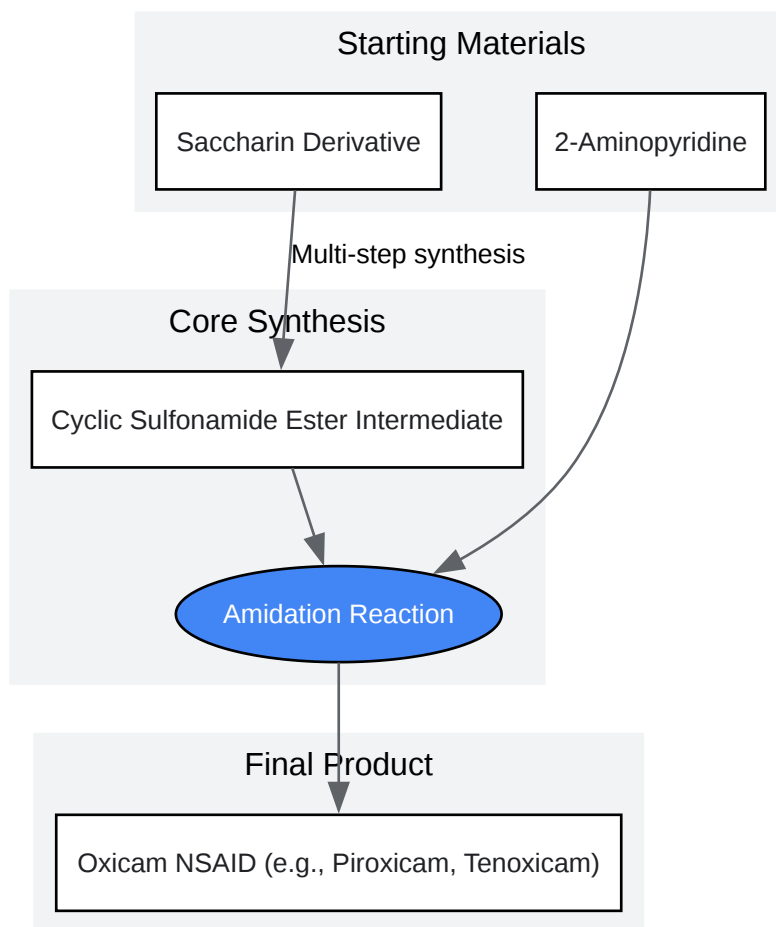 Starting Materials
Saccharin Derivative
2-Aminopyridine
Multi-step synthesis
Core Synthesis
Cyclic Sulfonamide Ester Intermediate
Amidation Reaction
Final Product
Oxicam NSAID (e.g., Piroxicam, Tenoxicam)